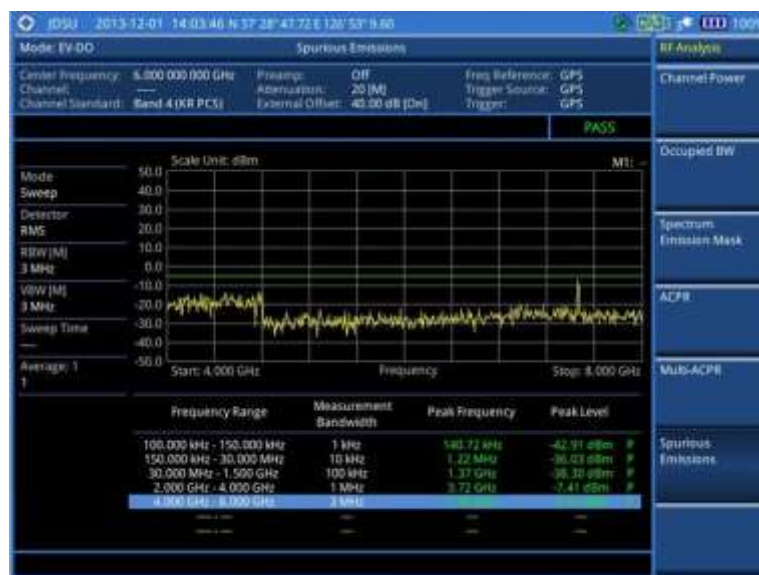 JDSU 2013-12-01 14:03:46 N 37° 28' 47.72 E 126° 53' 9.60 100%
Mode: EV-DO Spurious Emissions RF Analysis
Center Frequency: 6.000 000 000 GHz Preamp: Off Freq Reference: GPS
Channel: ---- Attenuation: 20 [M] Trigger Source: GPS
Channel Standard: Band 4 (KR PCS) External Offset: 40.00 dB [On] Trigger: GPS
Channel Power
PASS
Occupied BW
Scale Unit: dBm M1: --
Mode
Sweep
Detector
RMS
RBW [M]
3 MHz
VBW [M]
3 MHz
Sweep Time
----
Average: 1
1
50.0
40.0
30.0
20.0
10.0
0.0
-10.0
-20.0
-30.0
-40.0
-50.0
Start: 4.000 GHz Frequency Stop: 8.000 GHz
Spectrum
Emission Mask
ACPR
Multi-ACPR
Spurious
Emissions
Frequency Range Measurement Bandwidth Peak Frequency Peak Level
100.000 kHz - 150.000 kHz 1 kHz 140.72 kHz -42.91 dBm P
150.000 kHz - 30.000 MHz 10 kHz 1.22 MHz -36.03 dBm P
30.000 MHz - 1.500 GHz 100 kHz 1.37 GHz -38.30 dBm P
2.000 GHz - 4.000 GHz 1 MHz 3.72 GHz -7.41 dBm P
4.000 GHz - 8.000 GHz 3 MHz
---- - --- --- --- ---
---- - --- --- --- ---